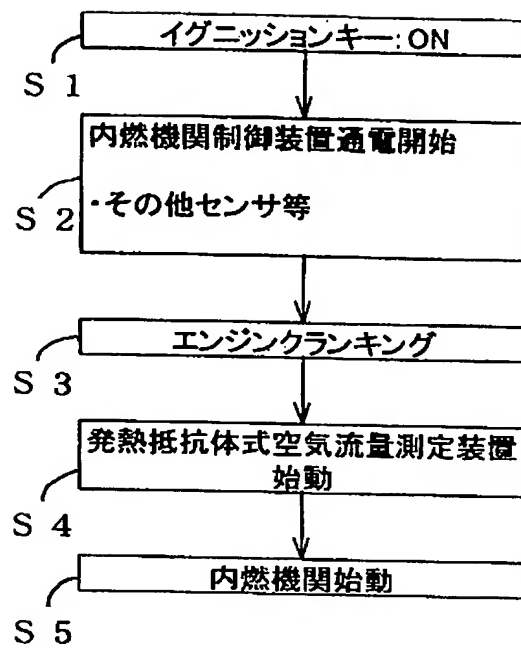 イグニッションキー:ON
S 1
内燃機関制御装置通電開始
・その他センサ等
S 2
エンジンクランキング
S 3
発熱抵抗体式空気流量測定装置
始動
S 4
内燃機関始動
S 5